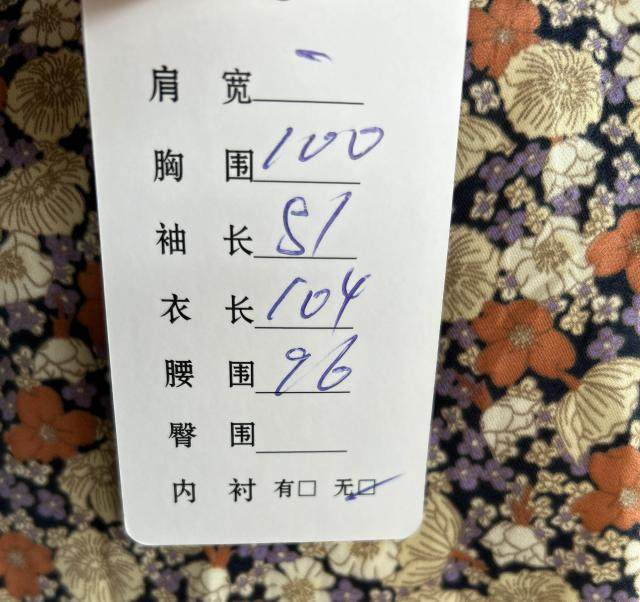 肩 宽 -
胸 围 100
袖 长 51
衣 长 104
腰 围 96
臀 围
内 衬 有□ 无☑